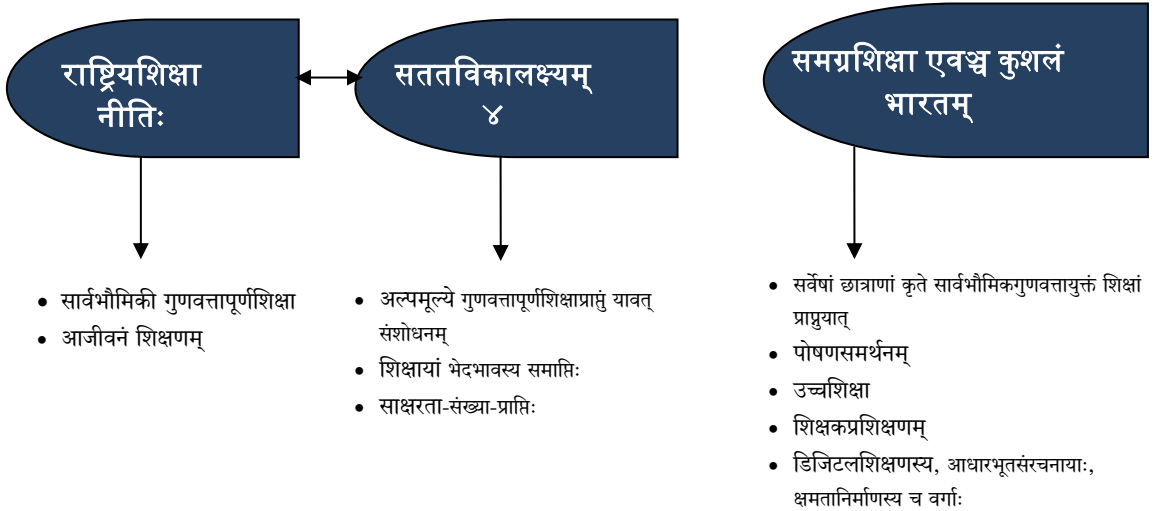 राष्ट्रियशिक्षा
नीतिः
सततविकालक्ष्यम्
४
समग्रशिक्षा एवञ्च कुशलं
भारतम्
• सार्वभौमिकी गुणवत्तापूर्णशिक्षा
• आजीवनं शिक्षणम्
• अल्पमूल्ये गुणवत्तापूर्णशिक्षाप्राप्तुं यावत्
संशोधनम्
• शिक्षायां भेदभावस्य समाप्तिः
• साक्षरता-संख्या-प्राप्तिः
• सर्वेषां छात्राणां कृते सार्वभौमिकगुणवत्तायुक्तं शिक्षां
प्राप्नुयात्
• पोषणसमर्थनम्
• उच्चशिक्षा
• शिक्षकप्रशिक्षणम्
• डिजिटलशिक्षणस्य, आधारभूतसंरचनायाः,
क्षमतानिर्माणस्य च वर्गाः